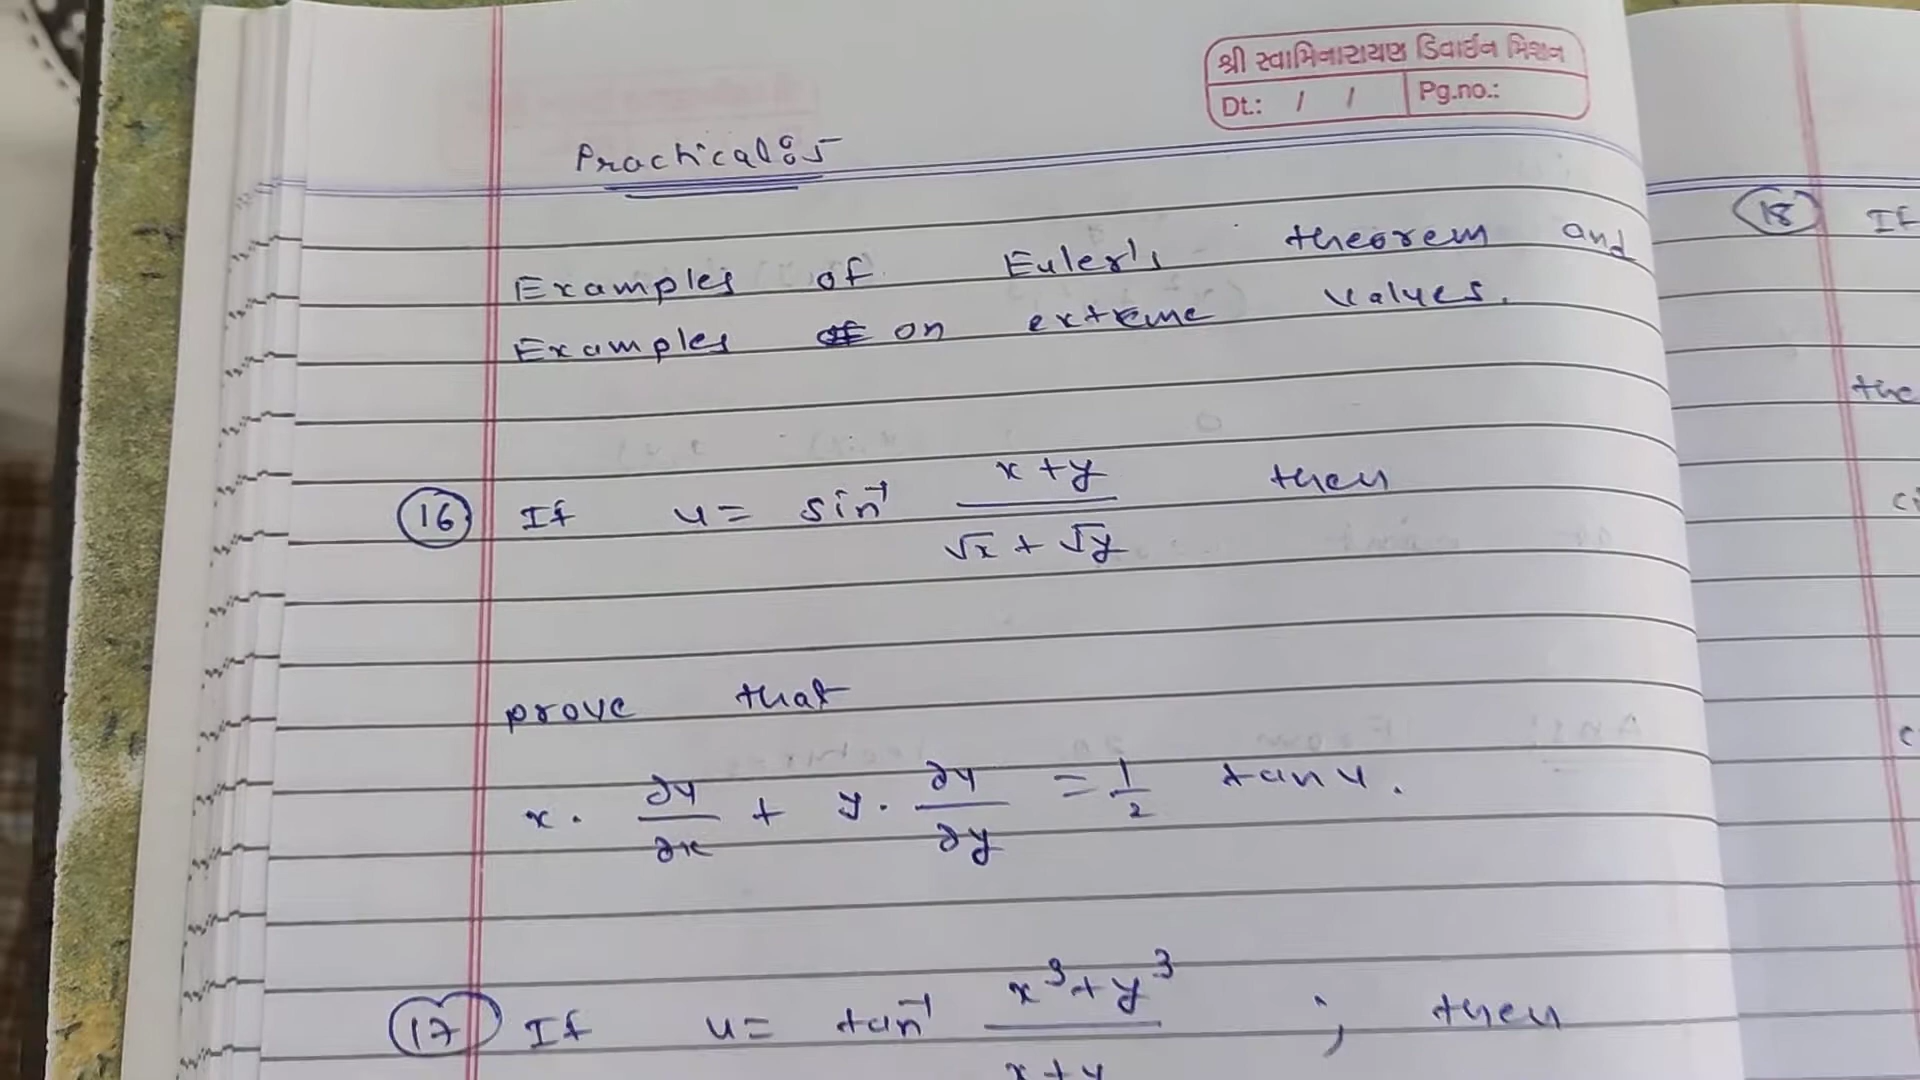 શ્રી સ્વામિનારાયણ ડિવાઈન મિશન
Dt.: / / Pg.no.:
Practical:5
Examples of Euler's theorem and
Examples on extreme values.
(16) If u = sin⁻¹ x + y / √x + √y then
prove that
x · ∂u/∂x + y · ∂u/∂y = 1/2 tan u.
(17) If u = tan⁻¹ x³ + y³ / x + y ; then
(18) If
the